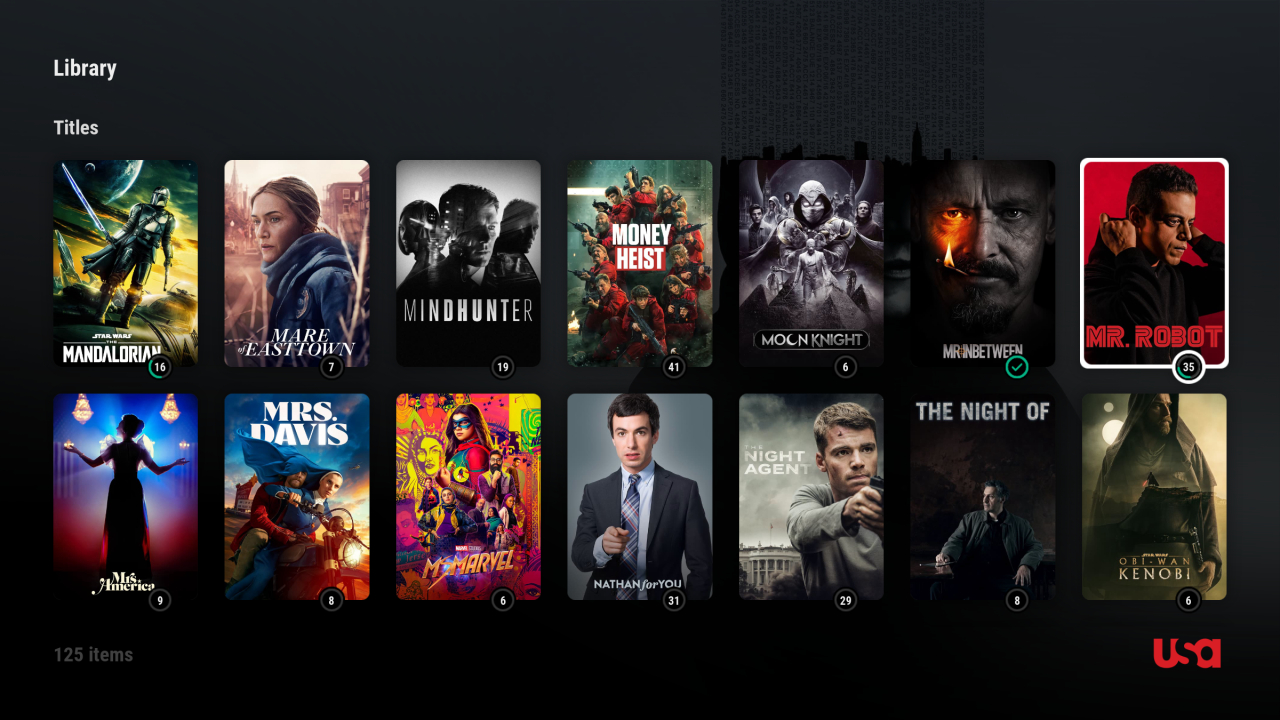 Library
Titles
STAR WARS
THE
MANDALORIAN
16
MARE
of EASTTOWN
7
MINDHUNTER
19
MONEY
HEIST
41
MOON KNIGHT
6
MR INBETWEEN
MR. ROBOT
35
Mrs.
America
9
MRS.
DAVIS
8
MARVEL STUDIOS
MS. MARVEL
6
NATHAN for YOU
31
THE
NIGHT
AGENT
29
THE NIGHT OF
8
STAR WARS
OBI-WAN
KENOBI
6
125 items
usa